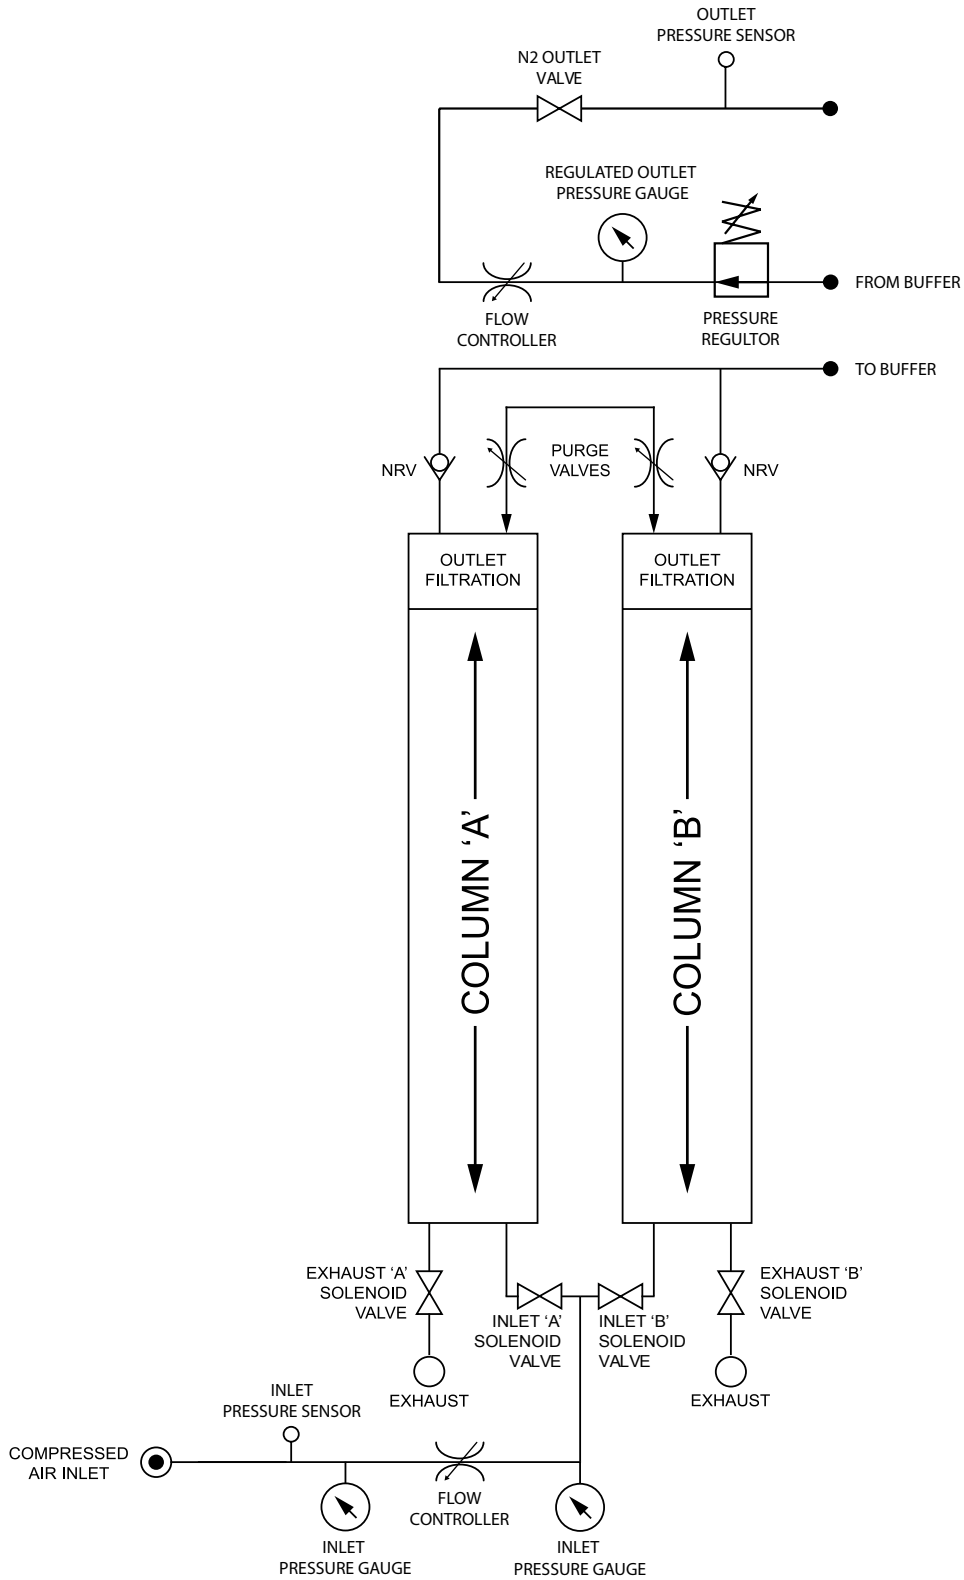 OUTLET
PRESSURE SENSOR
N2 OUTLET
VALVE
REGULATED OUTLET
PRESSURE GAUGE
FROM BUFFER
FLOW
CONTROLLER
PRESSURE
REGULTOR
TO BUFFER
NRV
PURGE
VALVES
NRV
OUTLET
FILTRATION
OUTLET
FILTRATION
COLUMN ‘A’
COLUMN ‘B’
EXHAUST ‘A’
SOLENOID
VALVE
INLET ‘A’
SOLENOID
VALVE
INLET ‘B’
SOLENOID
VALVE
EXHAUST ‘B’
SOLENOID
VALVE
EXHAUST
EXHAUST
INLET
PRESSURE SENSOR
COMPRESSED
AIR INLET
FLOW
CONTROLLER
INLET
PRESSURE GAUGE
INLET
PRESSURE GAUGE